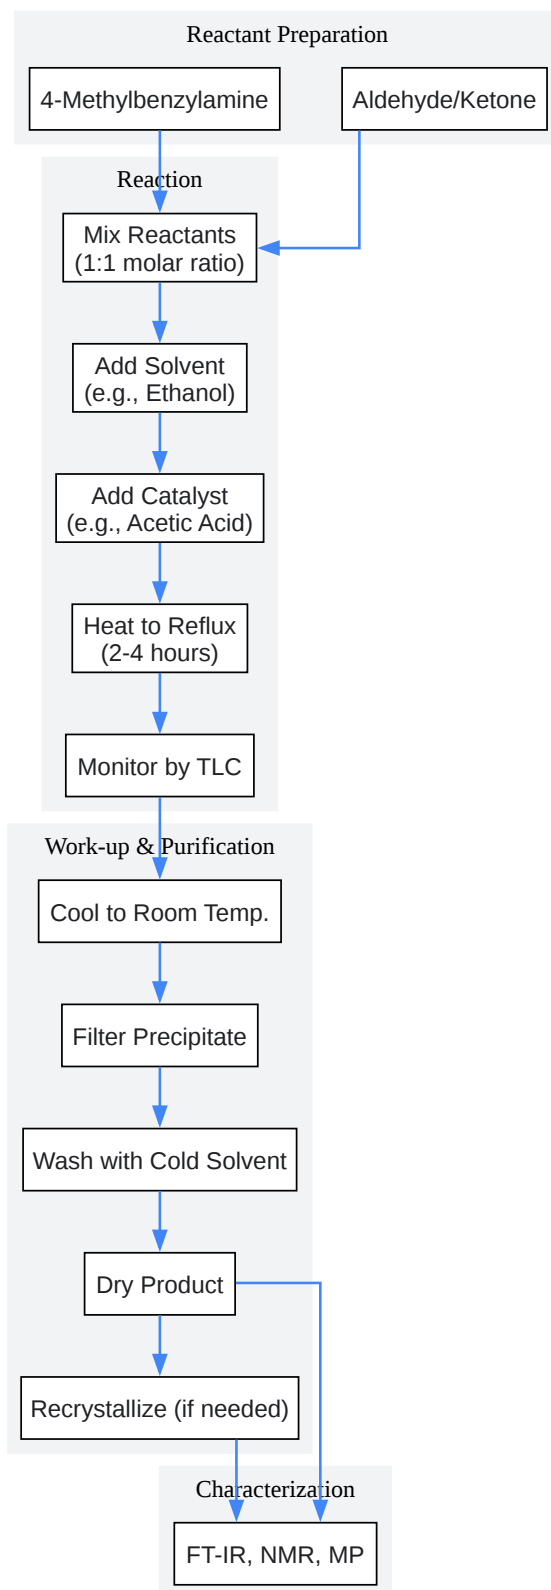 Reactant Preparation
4-Methylbenzylamine
Aldehyde/Ketone
Reaction
Mix Reactants
(1:1 molar ratio)
Add Solvent
(e.g., Ethanol)
Add Catalyst
(e.g., Acetic Acid)
Heat to Reflux
(2-4 hours)
Monitor by TLC
Work-up & Purification
Cool to Room Temp.
Filter Precipitate
Wash with Cold Solvent
Dry Product
Recrystallize (if needed)
Characterization
FT-IR, NMR, MP